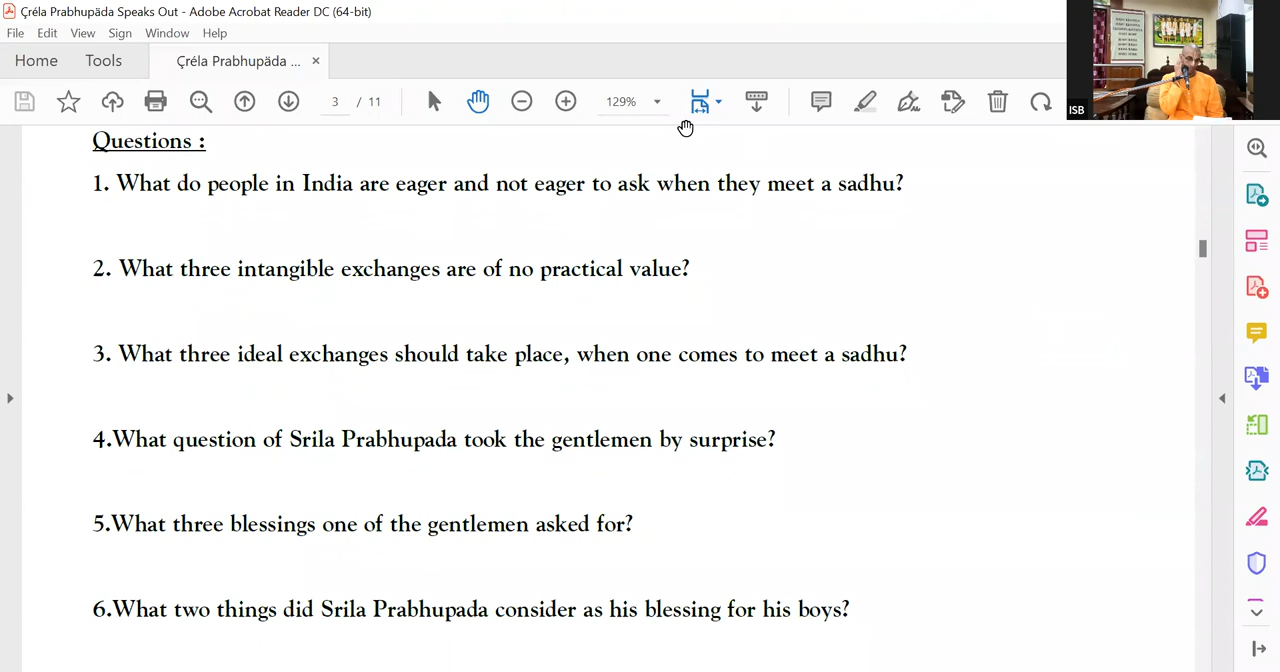 Çréla Prabhupäda Speaks Out - Adobe Acrobat Reader DC (64-bit)
File Edit View Sign Window Help
Home Tools Çréla Prabhupäda ... ×
3 / 11 129%
ISB
Questions :
1. What do people in India are eager and not eager to ask when they meet a sadhu?
2. What three intangible exchanges are of no practical value?
3. What three ideal exchanges should take place, when one comes to meet a sadhu?
4.What question of Srila Prabhupada took the gentlemen by surprise?
5.What three blessings one of the gentlemen asked for?
6.What two things did Srila Prabhupada consider as his blessing for his boys?